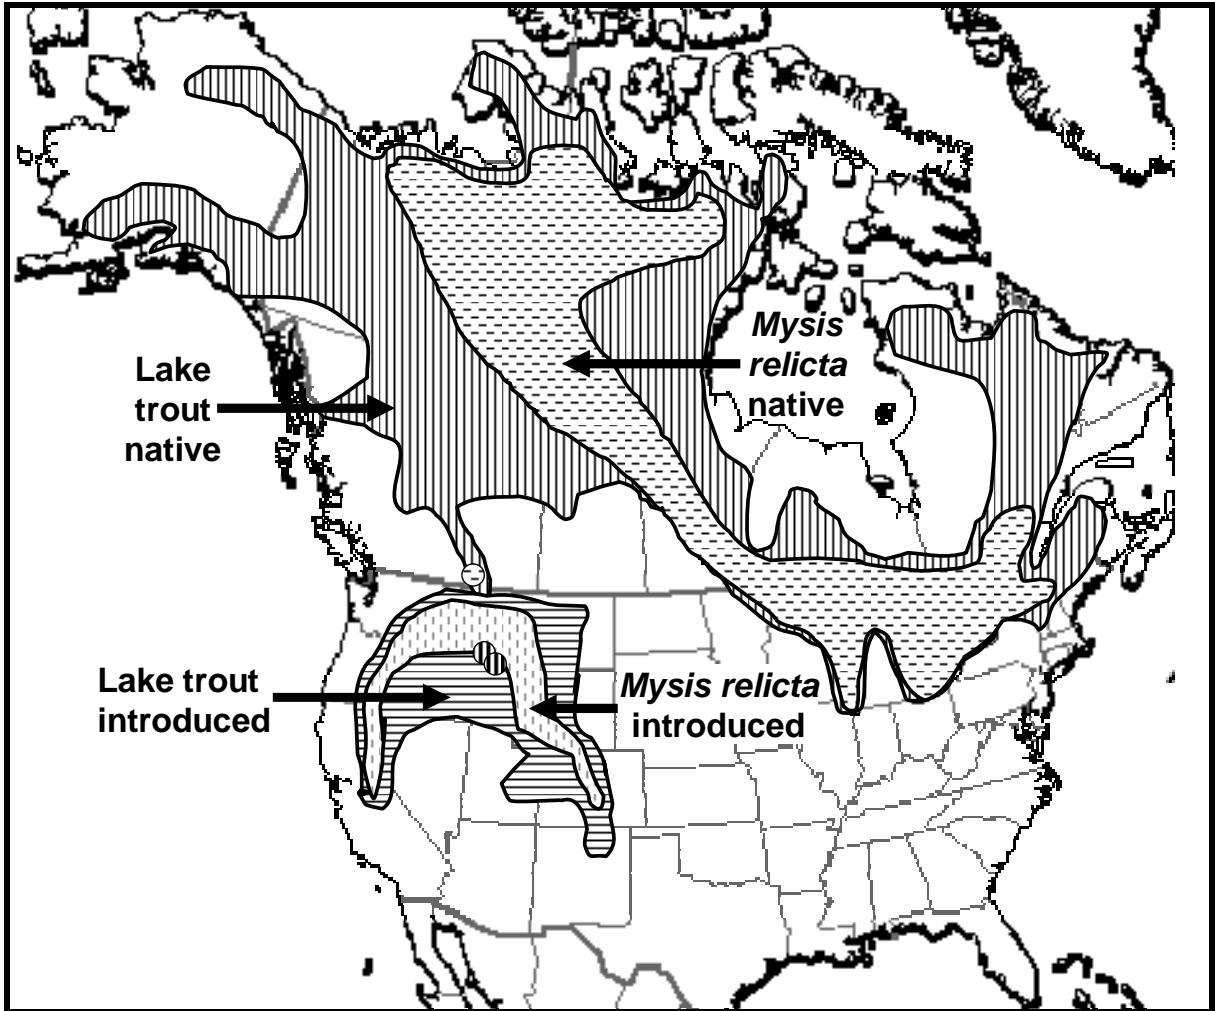 Mysis
relicta
native
Lake
trout
native
Lake trout
introduced
Mysis relicta
introduced